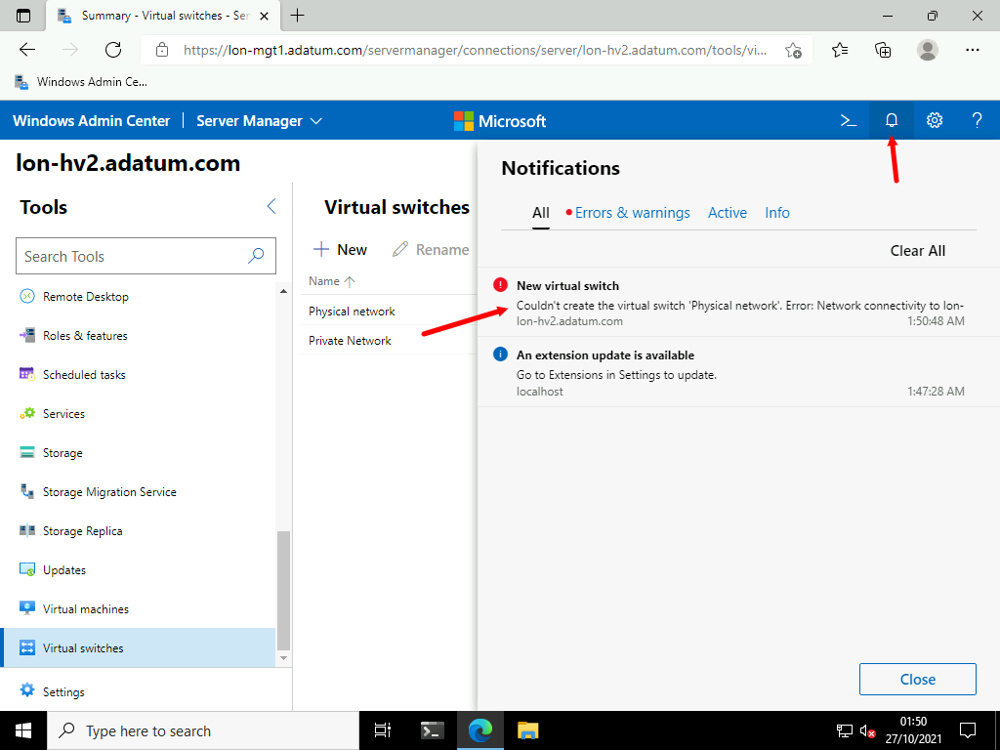 Summary - Virtual switches - Ser
https://lon-mgt1.adatum.com/servermanager/connections/server/lon-hv2.adatum.com/tools/vi...
Windows Admin Ce...
Windows Admin Center
Server Manager
Microsoft
lon-hv2.adatum.com
Tools
Search Tools
Remote Desktop
Roles & features
Scheduled tasks
Services
Storage
Storage Migration Service
Storage Replica
Updates
Virtual machines
Virtual switches
Settings
Virtual switches
New
Rename
Name
Physical network
Private Network
Notifications
All
Errors & warnings
Active
Info
Clear All
New virtual switch
Couldn't create the virtual switch 'Physical network'. Error: Network connectivity to lon-
lon-hv2.adatum.com
1:50:48 AM
An extension update is available
Go to Extensions in Settings to update.
localhost
1:47:28 AM
Close
Type here to search
01:50
27/10/2021